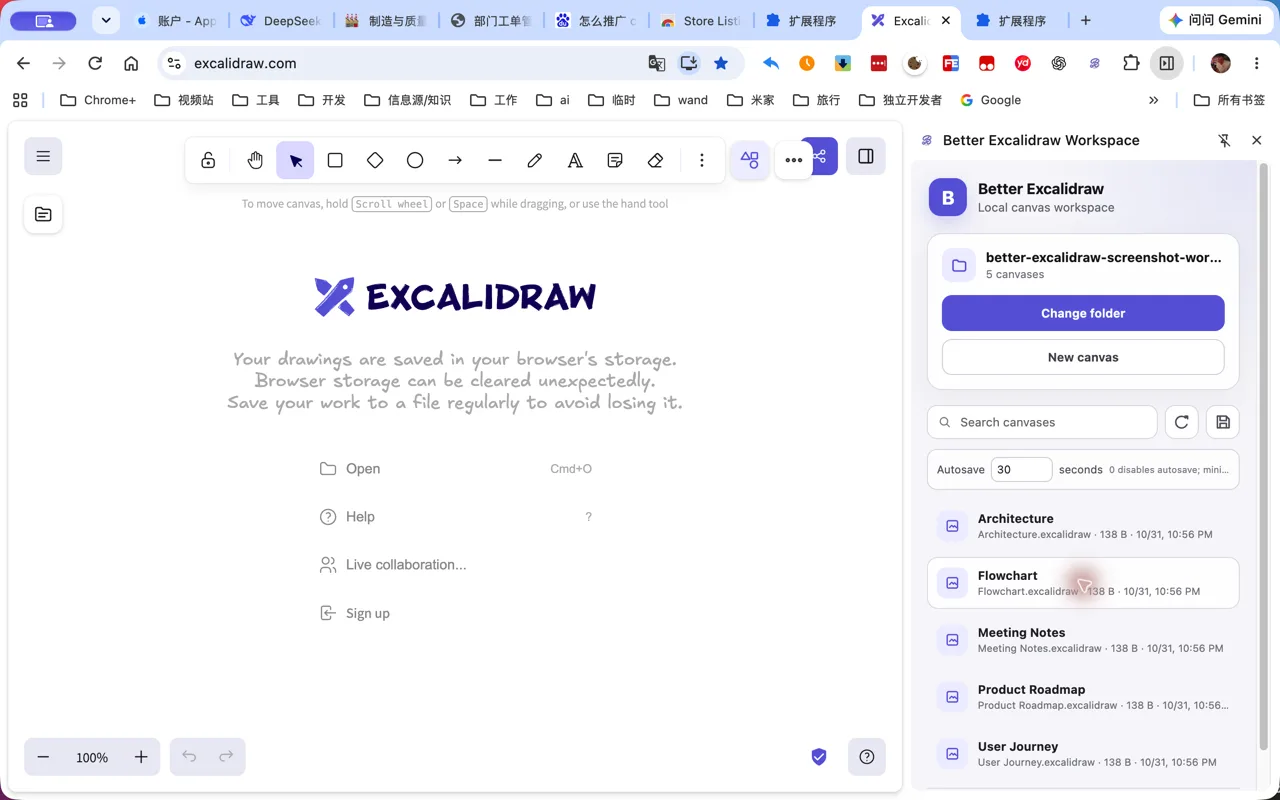 账户 - App
DeepSeek
制造与质量
部门工单管
怎么推广 c
Store Listi
扩展程序
Excalid
扩展程序
问问 Gemini
excalidraw.com
Chrome+
视频站
工具
开发
信息源/知识
工作
ai
临时
wand
米家
旅行
独立开发者
Google
所有书签
To move canvas, hold Scroll wheel or Space while dragging, or use the hand tool
EXCALIDRAW
Your drawings are saved in your browser's storage.
Browser storage can be cleared unexpectedly.
Save your work to a file regularly to avoid losing it.
Open Cmd+O
Help ?
Live collaboration...
Sign up
100%
Better Excalidraw Workspace
B
Better Excalidraw
Local canvas workspace
better-excalidraw-screenshot-wor...
5 canvases
Change folder
New canvas
Search canvases
Autosave 30 seconds 0 disables autosave; mini...
Architecture
Architecture.excalidraw · 138 B · 10/31, 10:56 PM
Flowchart
Flowchart.excalidraw · 138 B · 10/31, 10:56 PM
Meeting Notes
Meeting Notes.excalidraw · 138 B · 10/31, 10:56 PM
Product Roadmap
Product Roadmap.excalidraw · 138 B · 10/31, 10:56...
User Journey
User Journey.excalidraw · 138 B · 10/31, 10:56 PM